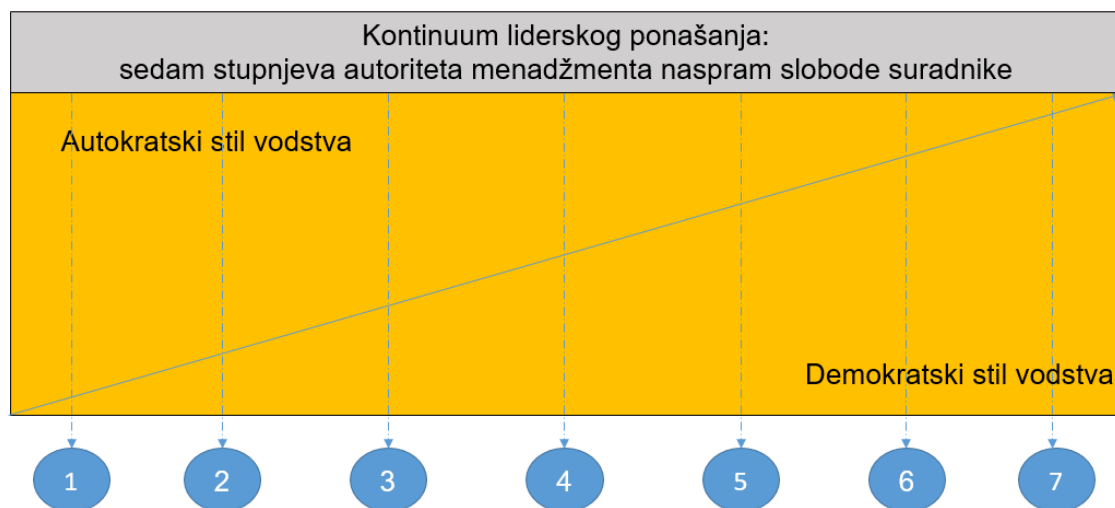 Kontinuum liderskog ponašanja:
sedam stupnjeva autoriteta menadžmenta naspram slobode suradnike
Autokratski stil vodstva
Demokratski stil vodstva
1 2 3 4 5 6 7